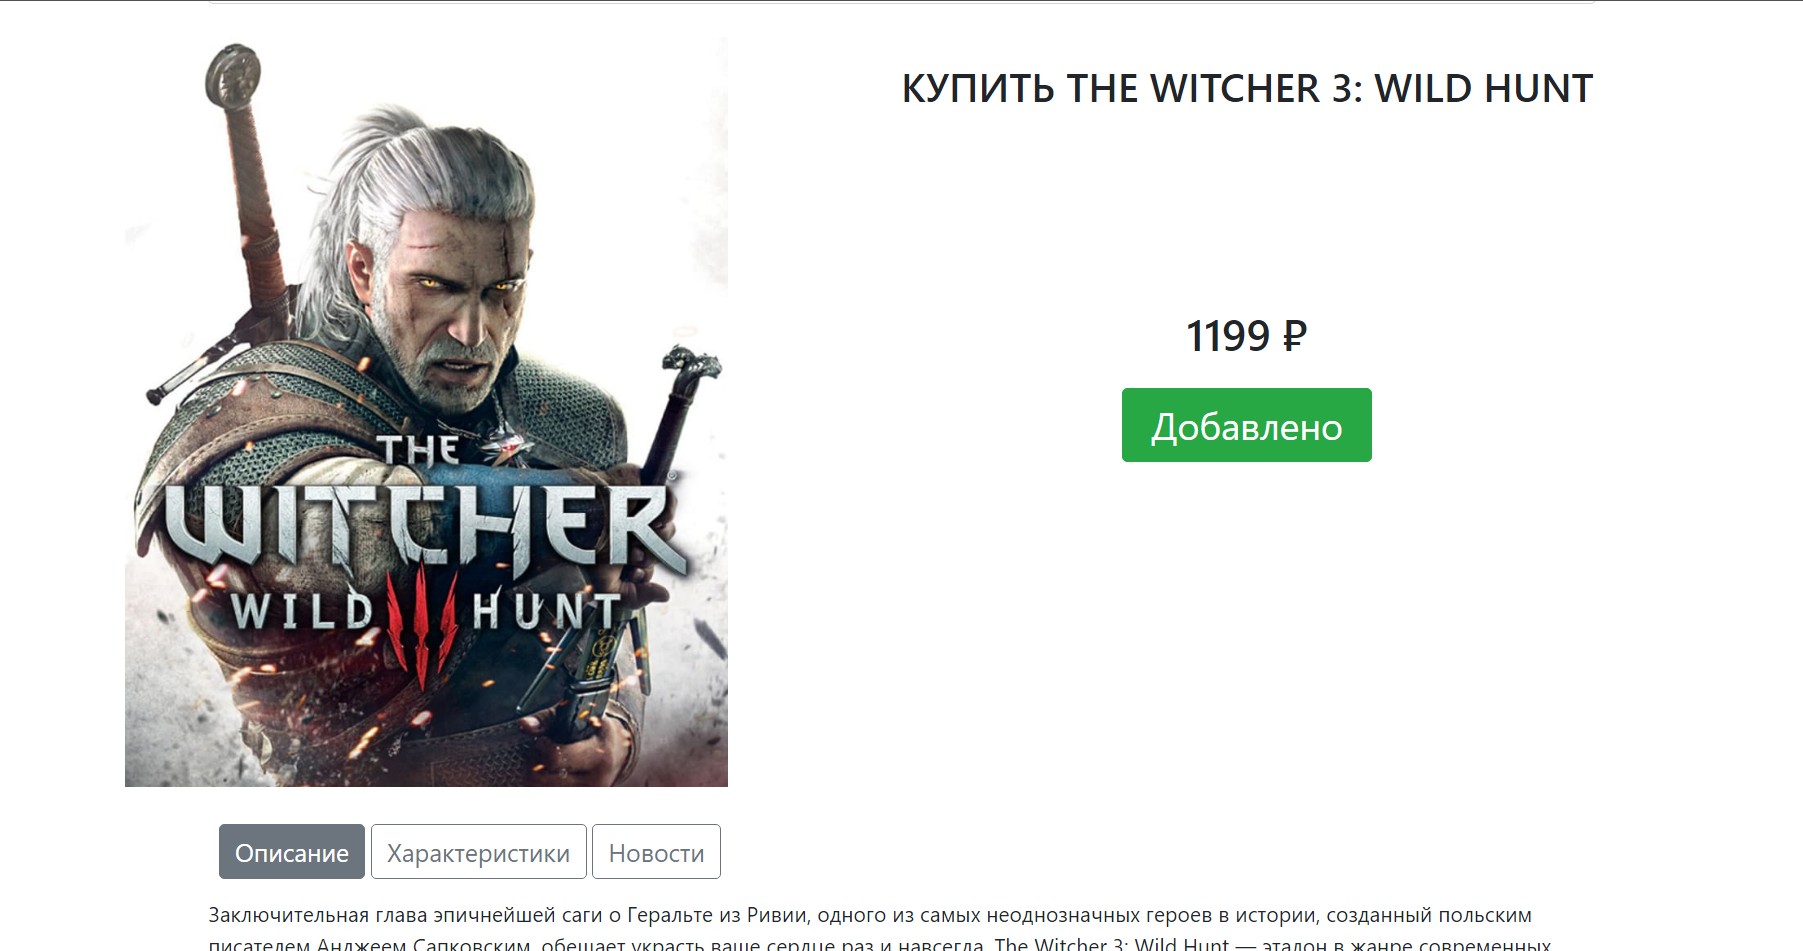 КУПИТЬ THE WITCHER 3: WILD HUNT
THE
WITCHER
WILD HUNT
1199 ₽
Добавлено
Описание
Характеристики
Новости
Заключительная глава эпичнейшей саги о Геральте из Ривии, одного из самых неоднозначных героев в истории, созданный польским
писателем Анджеем Сапковским, обещает украсть ваше сердце раз и навсегда. The Witcher 3: Wild Hunt — эталон в жанре современных